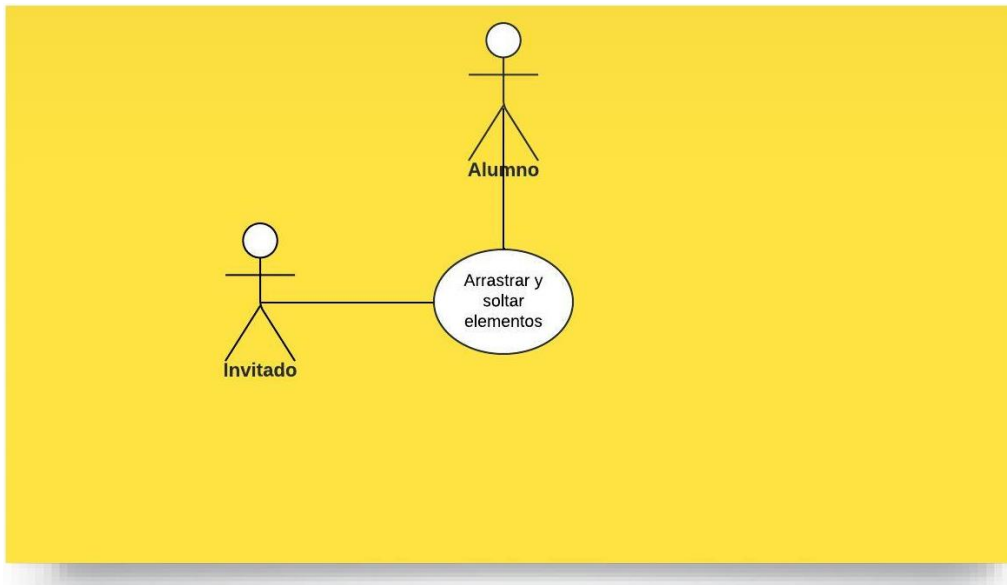 Alumno
Arrastrar y
soltar
elementos
Invitado